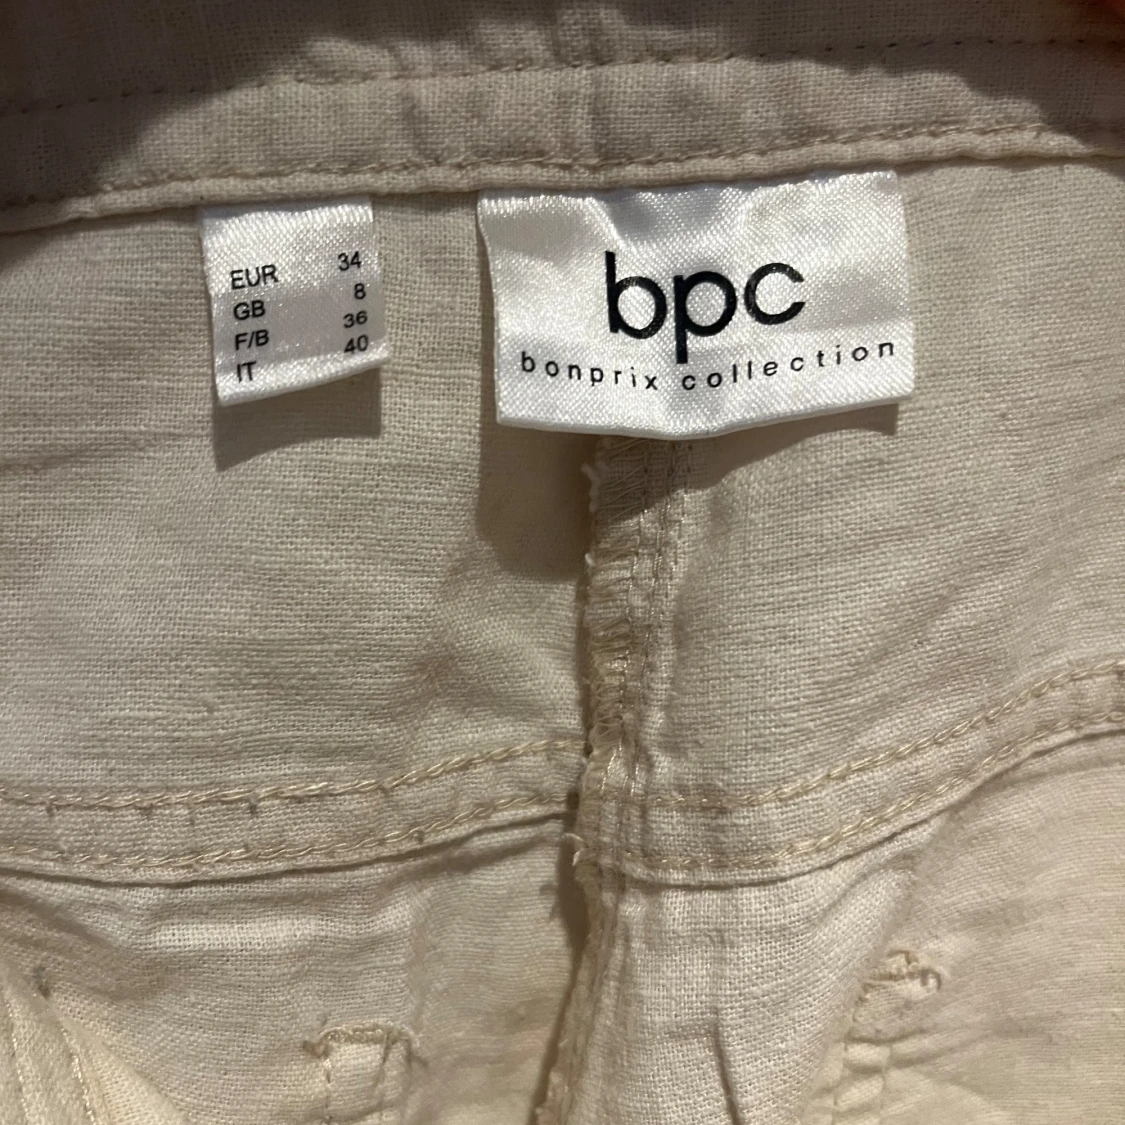 EUR 34
GB 8
F/B 36
IT 40
bpc
bonprix collection